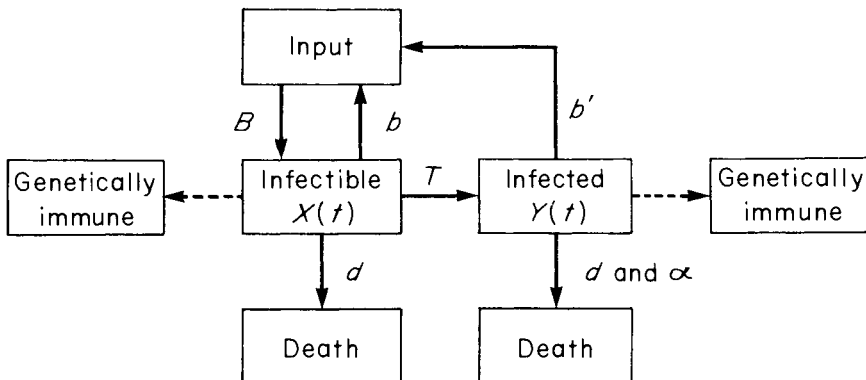 Input
B
b
b′
Genetically
immune
Infectible
X(t)
T
Infected
Y(t)
Genetically
immune
d
d and α
Death
Death